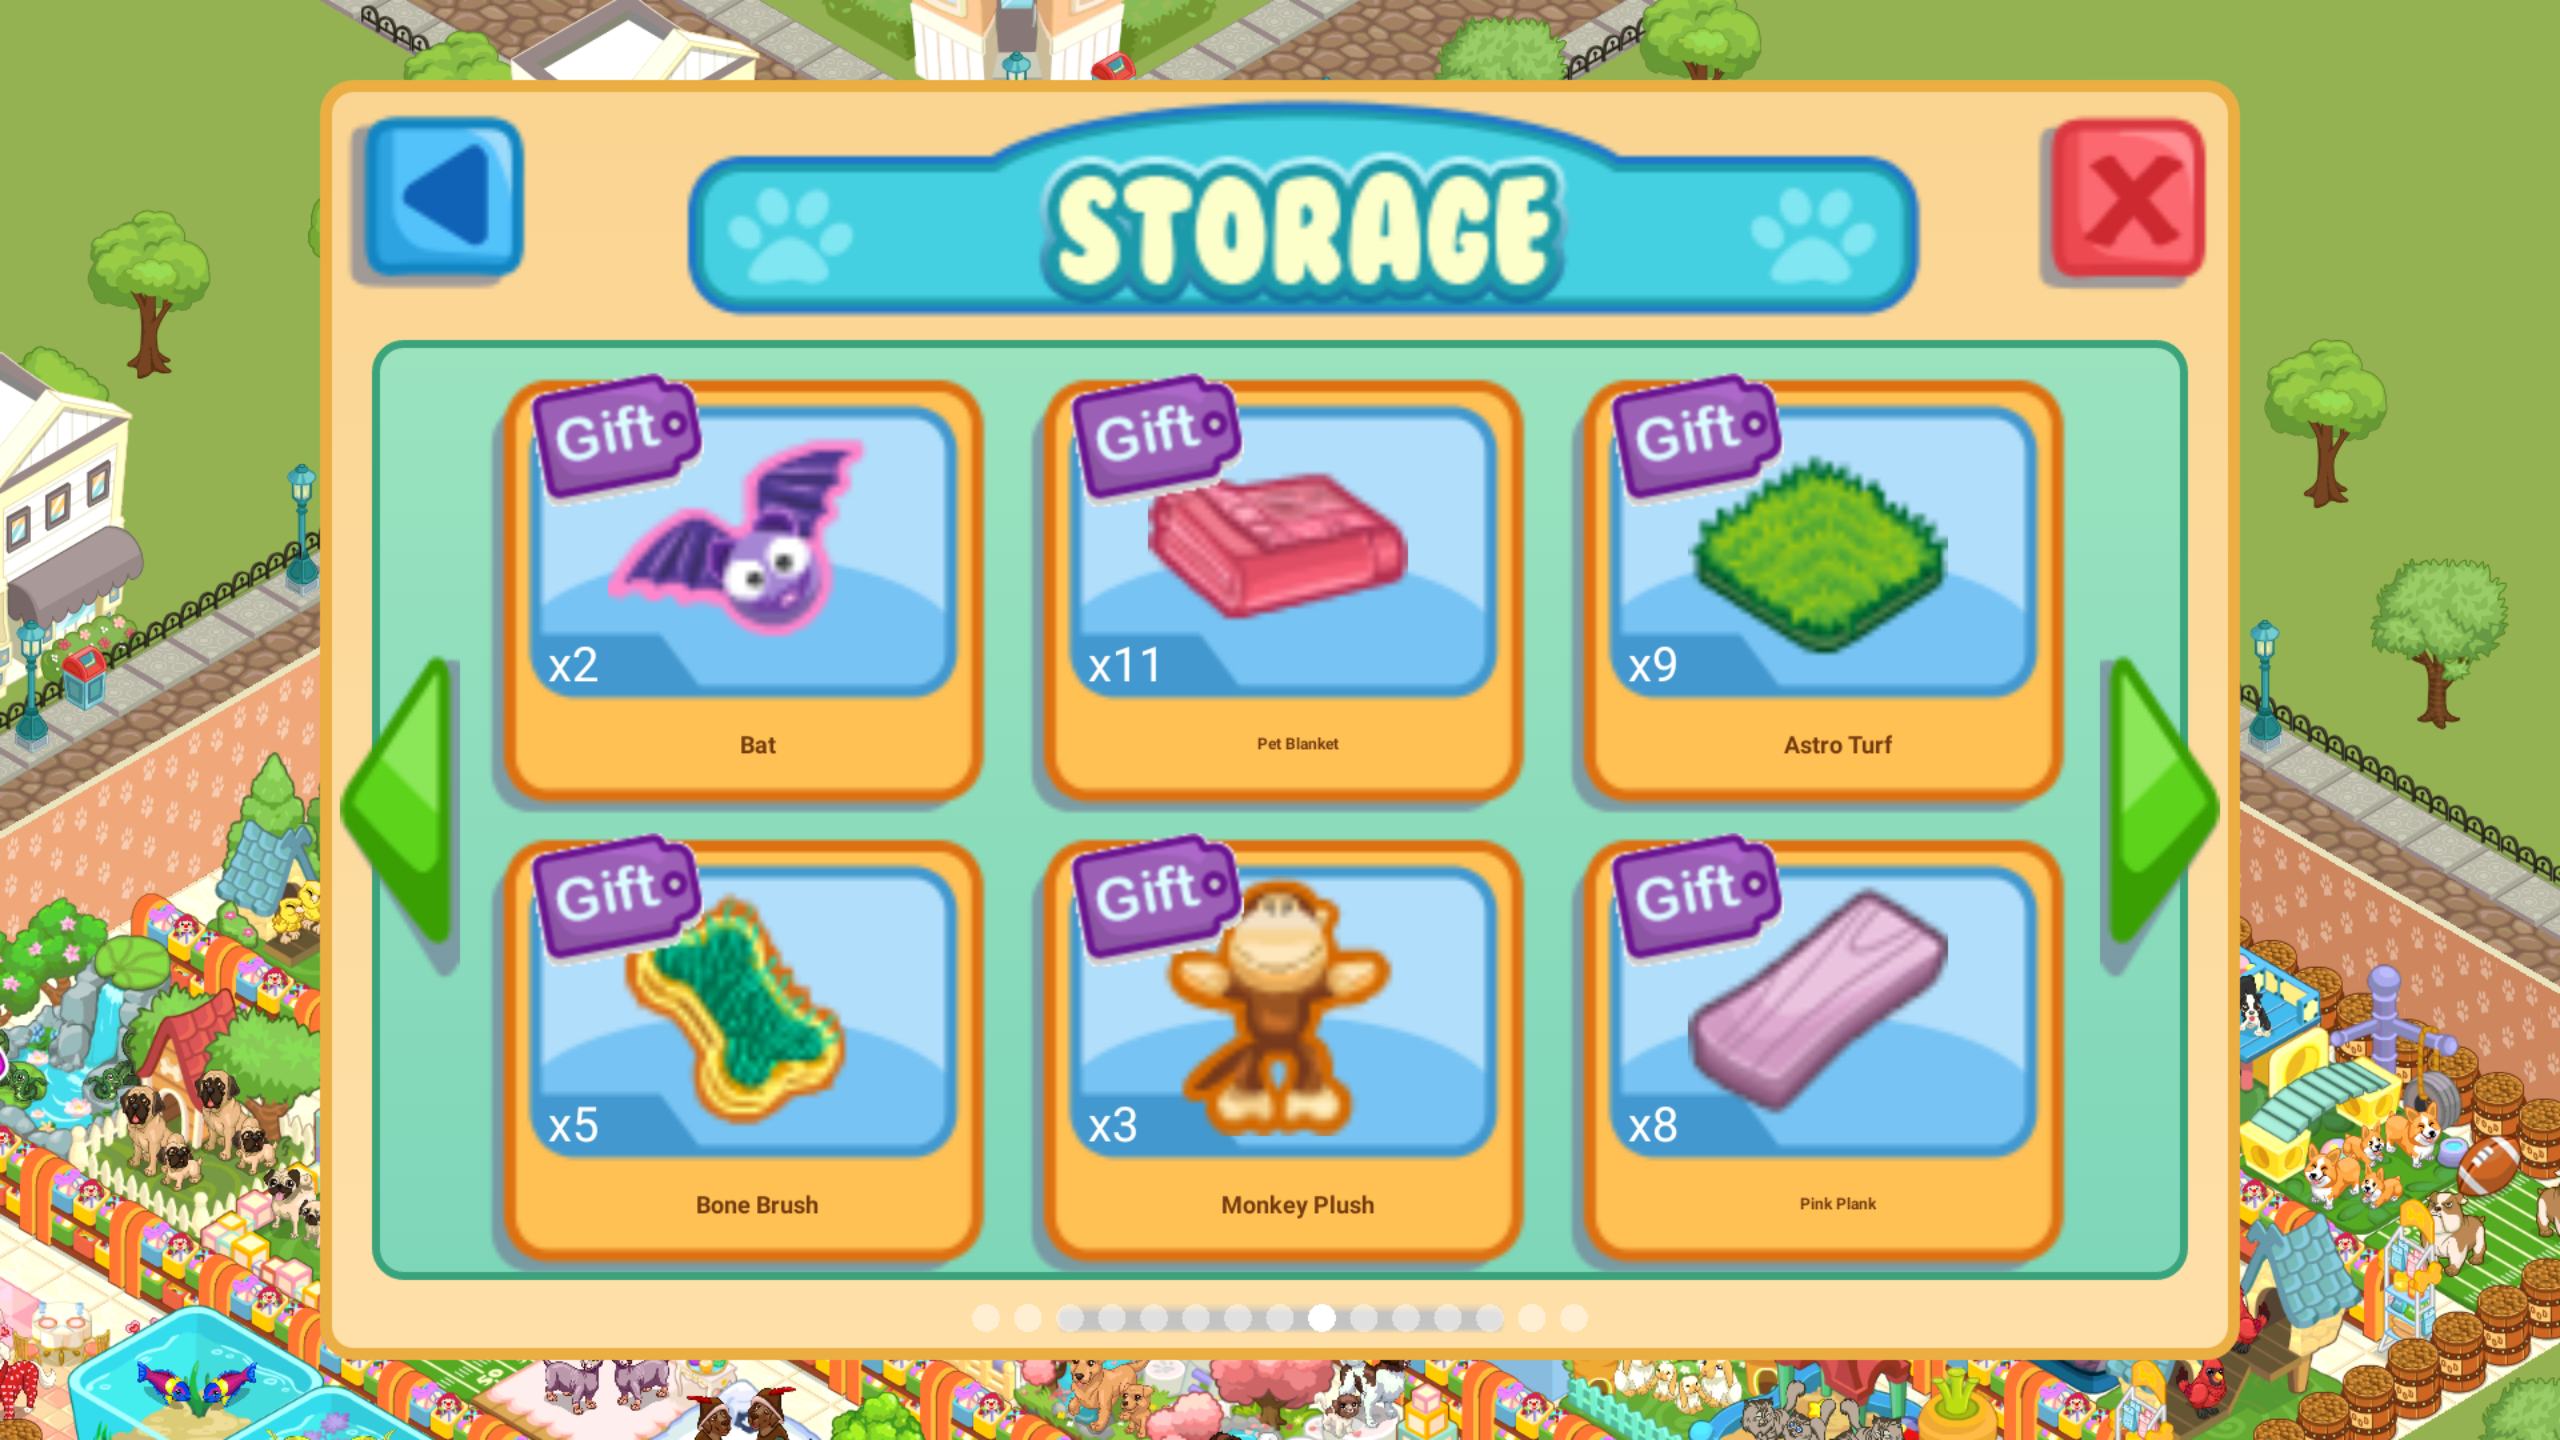 STORAGE
Gift
x2
Bat
Gift
x11
Pet Blanket
Gift
x9
Astro Turf
Gift
x5
Bone Brush
Gift
x3
Monkey Plush
Gift
x8
Pink Plank
50